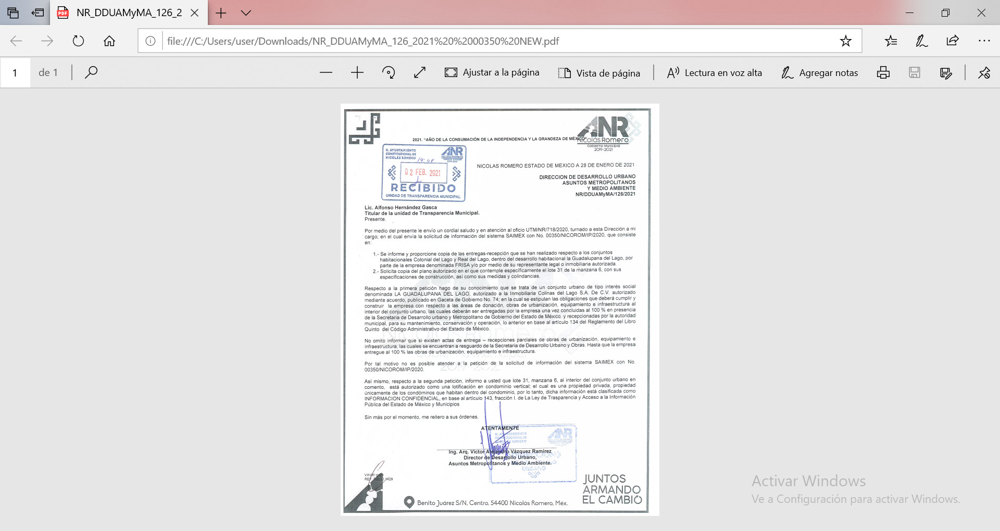 NR_DDUAMyMA_126_2
file:///C:/Users/user/Downloads/NR_DDUAMyMA_126_2021%20%2000350%20NEW.pdf
1 de 1
Ajustar a la página
Vista de página
Lectura en voz alta
Agregar notas
ANR
Nicolás Romero
Gobierno Municipal
2019-2021
2021. “AÑO DE LA CONSUMACIÓN DE LA INDEPENDENCIA Y LA GRANDEZA DE MÉXICO”
H. AYUNTAMIENTO
CONSTITUCIONAL DE
NICOLÁS ROMERO
ANR
02 FEB. 2021
RECIBIDO
UNIDAD DE TRANSPARENCIA MUNICIPAL
NICOLAS ROMERO ESTADO DE MEXICO A 28 DE ENERO DE 2021
DIRECCION DE DESARROLLO URBANO
ASUNTOS METROPOLITANOS
Y MEDIO AMBIENTE
NR/DDUAMyMA/126/2021
Lic. Alfonso Hernández Gasca
Titular de la unidad de Transparencia Municipal.
Presente.
Por medio del presente le envío un cordial saludo y en atención al oficio UTM/NR/718/2020, turnado a esta Dirección a mi
cargo; en el cual envía la solicitud de información del sistema SAIMEX con No. 00350/NICOROM/IP/2020, que consiste
en:
1.- Se informe y proporcione copia de las entregas-recepción que se han realizado respecto a los conjuntos
habitacionales Colonial del Lago y Real del Lago, dentro del desarrollo habitacional la Guadalupana del Lago, por
parte de la empresa denominada FRISA y/o por medio de su representante legal o inmobiliaria autorizada.
2.- Solicita copia del plano autorizado en el que contemple específicamente el lote 31 de la manzana 6, con sus
especificaciones de construcción, así como sus medidas y colindancias.
Respecto a la primera petición hago de su conocimiento que se trata de un conjunto urbano de tipo interés social
denominada LA GUADALUPANA DEL LAGO, autorizado a la Inmobiliaria Colinas del Lago S.A. De C.V. autorizado
mediante acuerdo, publicado en Gaceta de Gobierno No. 74; en la cual se estipulan las obligaciones que deberá cumplir y
construir la empresa con respecto a las áreas de donación, obras de urbanización, equipamiento e infraestructura al
interior del conjunto urbano, las cuales deberán ser entregadas por la empresa una vez concluidas al 100 % en presencia
de la Secretaria de Desarrollo urbano y Metropolitano de Gobierno del Estado de México y recepcionadas por la autoridad
municipal, para su mantenimiento, conservación y operación, lo anterior en base al artículo 134 del Reglamento del Libro
Quinto del Código Administrativo del Estado de México.
No omito informar que si existen actas de entrega – recepciones parciales de obras de urbanización, equipamiento e
infraestructura, las cuales se encuentran a resguardo de la Secretaria de Desarrollo Urbano y Obras. Hasta que la empresa
entregue al 100 % las obras de urbanización, equipamiento e infraestructura.
Por tal motivo no es posible atender a la petición de la solicitud de información del sistema SAIMEX con No.
00350/NICOROM/IP/2020.
Así mismo, respecto a la segunda petición, informo a usted que lote 31, manzana 6, al interior del conjunto urbano en
comento, está autorizado como una lotificación en condominio vertical; el cual es una propiedad privada, propiedad
únicamente de los condóminos que habitan dentro del condominio, por lo tanto, dicha información está clasificada como
INFORMACION CONFIDENCIAL, en base al artículo 143, fracción I. de La Ley de Trasparencia y Acceso a la Información
Pública del Estado de México y Municipios
Sin más por el momento, me reitero a sus órdenes.
ATENTAMENTE
H. AYUNTAMIENTO
CONSTITUCIONAL DE
NICOLÁS ROMERO
ANR
Ing. Arq. Victor Alejandro Vázquez Ramirez
Director de Desarrollo Urbano,
Asuntos Metropolitanos y Medio Ambiente.
URBANO
REF. FOLIO 1429
JUNTOS
ARMANDO
EL CAMBIO
Benito Juárez S/N, Centro, 54400 Nicolás Romero, Méx.
Activar Windows
Ve a Configuración para activar Windows.